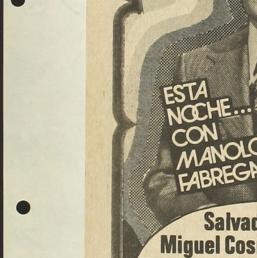 ESTA
NOCHE...
CON
MANOLO
FABREGA
Salvad
Miguel Cos